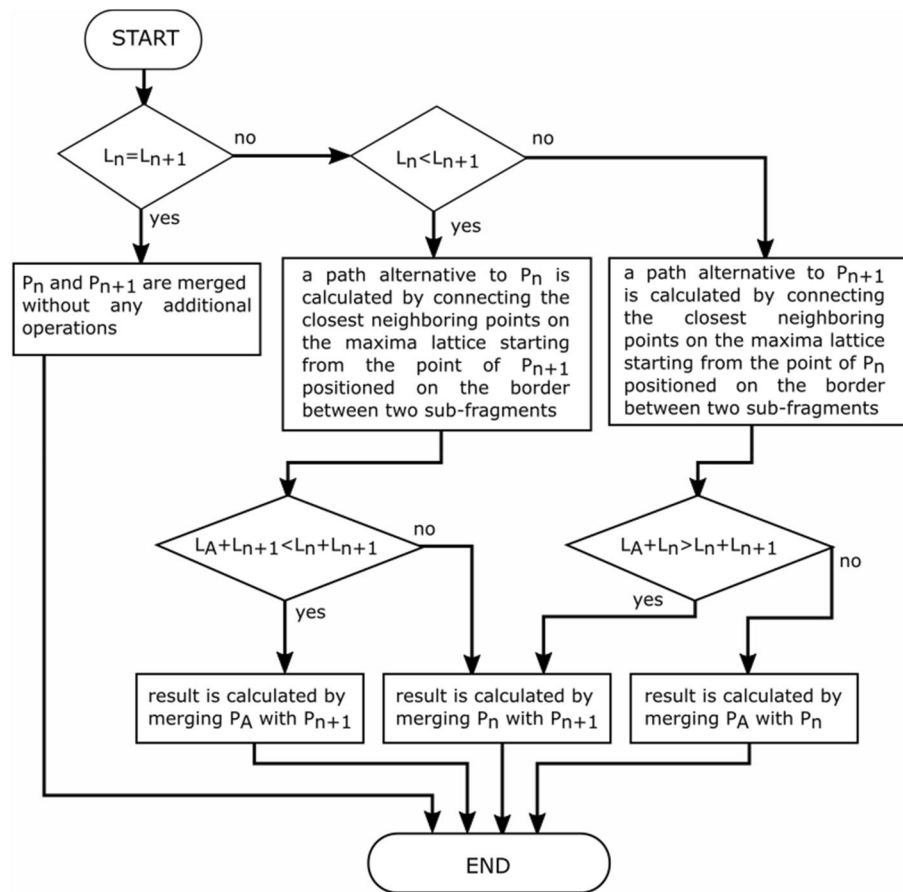 START
Ln=Ln+1
no
yes
Ln<Ln+1
no
yes
Pn and Pn+1 are merged
without any additional
operations
a path alternative to Pn is
calculated by connecting the
closest neighboring points on
the maxima lattice starting
from the point of Pn+1
positioned on the border
between two sub-fragments
a path alternative to Pn+1
is calculated by connecting
the closest neighboring
points on the maxima lattice
starting from the point of Pn
positioned on the border
between two sub-fragments
LA+Ln+1<Ln+Ln+1
no
yes
LA+Ln>Ln+Ln+1
yes
no
result is calculated by
merging PA with Pn+1
result is calculated by
merging Pn with Pn+1
result is calculated by
merging PA with Pn
END